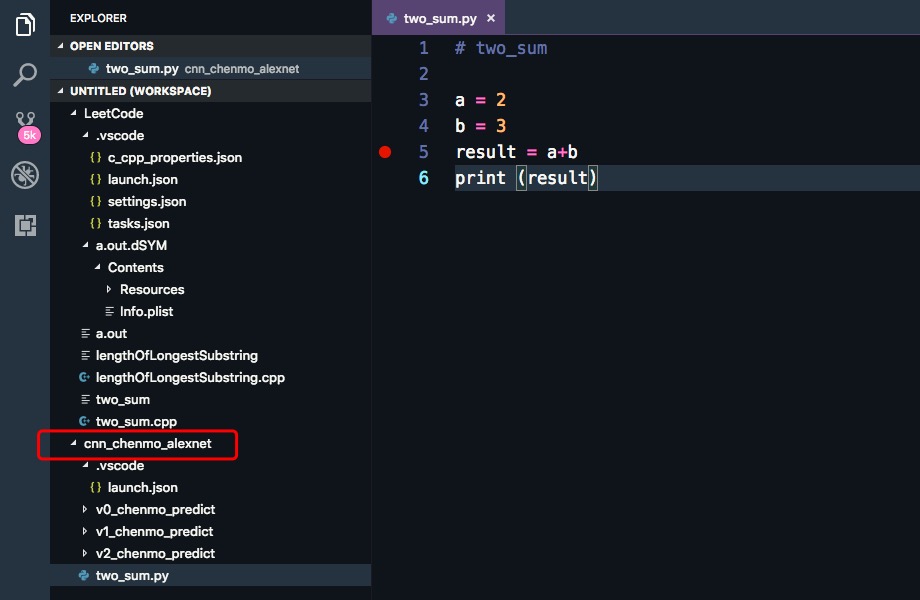 EXPLORER
OPEN EDITORS
two_sum.py cnn_chenmo_alexnet
UNTITLED (WORKSPACE)
LeetCode
.vscode
{} c_cpp_properties.json
{} launch.json
{} settings.json
{} tasks.json
a.out.dSYM
Contents
Resources
Info.plist
a.out
lengthOfLongestSubstring
lengthOfLongestSubstring.cpp
two_sum
two_sum.cpp
cnn_chenmo_alexnet
.vscode
{} launch.json
v0_chenmo_predict
v1_chenmo_predict
v2_chenmo_predict
two_sum.py
5k
two_sum.py ×
1 # two_sum
2
3 a = 2
4 b = 3
5 result = a+b
6 print (result)